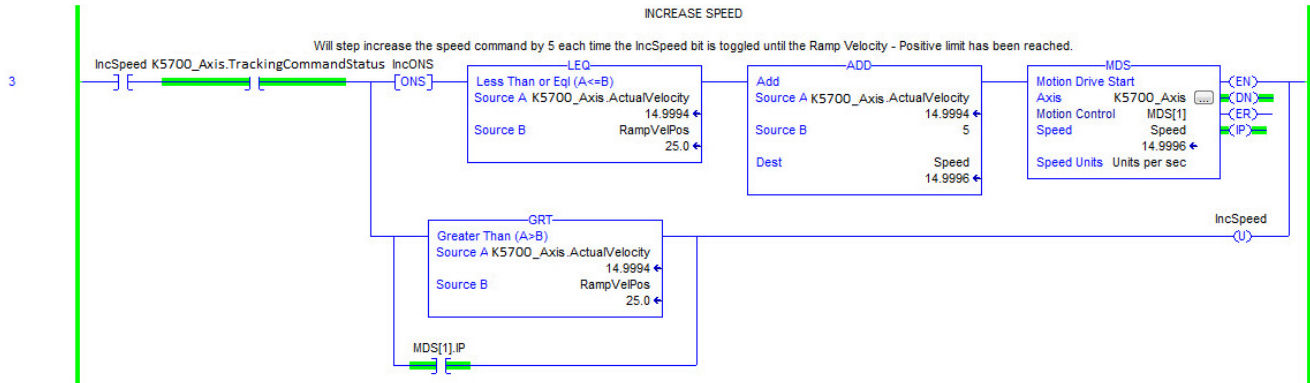 INCREASE SPEED
Will step increase the speed command by 5 each time the IncSpeed bit is toggled until the Ramp Velocity - Positive limit has been reached.
3
IncSpeed K5700_Axis.TrackingCommandStatus IncONS
ONS
LEQ
Less Than or Eql (A<=B)
Source A K5700_Axis.ActualVelocity
14.9994
Source B RampVelPos
25.0
ADD
Add
Source A K5700_Axis.ActualVelocity
14.9994
Source B 5
Dest Speed
14.9996
MDS
Motion Drive Start
Axis K5700_Axis ...
Motion Control MDS[1]
Speed Speed
14.9996
Speed Units Units per sec
EN
DN
ER
IP
GRT
Greater Than (A>B)
Source A K5700_Axis.ActualVelocity
14.9994
Source B RampVelPos
25.0
IncSpeed
U
MDS[1].IP